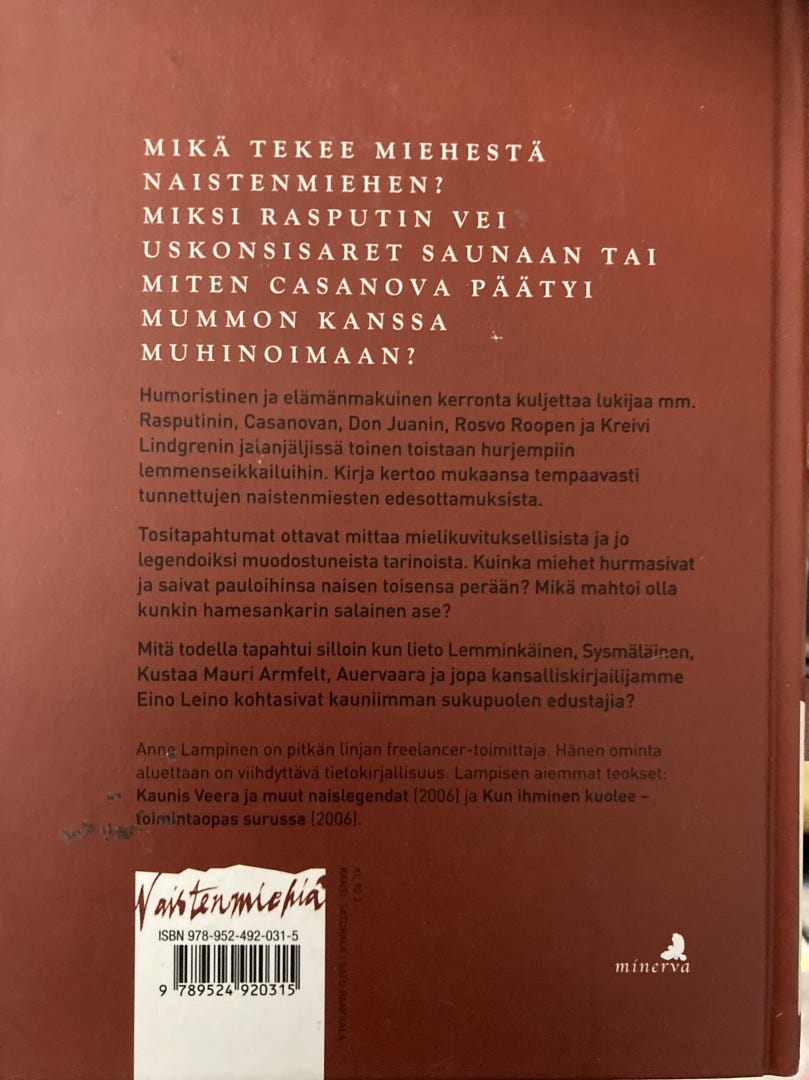 MIKÄ TEKEE MIEHESTÄ
NAISTENMIEHEN?
MIKSI RASPUTIN VEI
USKONSISARET SAUNAAN TAI
MITEN CASANOVA PÄÄTYI
MUMMON KANSSA
MUHINOIMAAN?
Humoristinen ja elämänmakuinen kerronta kuljettaa lukijaa mm.
Rasputinin, Casanovan, Don Juanin, Rosvo Roopen ja Kreivi
Lindgrenin jalanjäljissä toinen toistaan hurjempiin
lemmenseikkailuihin. Kirja kertoo mukaansa tempaavasti
tunnettujen naistenmiesten edesottamuksista.
Tositapahtumat ottavat mittaa mielikuvituksellisista ja jo
legendoiksi muodostuneista tarinoista. Kuinka miehet hurmasivat
ja saivat pauloihinsa naisen toisensa perään? Mikä mahtoi olla
kunkin hamesankarin salainen ase?
Mitä todella tapahtui silloin kun lieto Lemminkäinen, Sysmäläinen,
Kustaa Mauri Armfelt, Auervaara ja jopa kansalliskirjailijamme
Eino Leino kohtasivat kauniimman sukupuolen edustajia?
Anne Lampinen on pitkän linjan freelancer-toimittaja. Hänen ominta
aluettaan on viihdyttävä tietokirjallisuus. Lampisen aiemmat teokset:
Kaunis Veera ja muut naislegendat (2006) ja Kun ihminen kuolee –
toimintaopas surussa (2006).
Naistenmiehiä
ISBN 978-952-492-031-5
9 789524 920315
KL 99.2
KANSI: SATUKALA / SATU
minerva